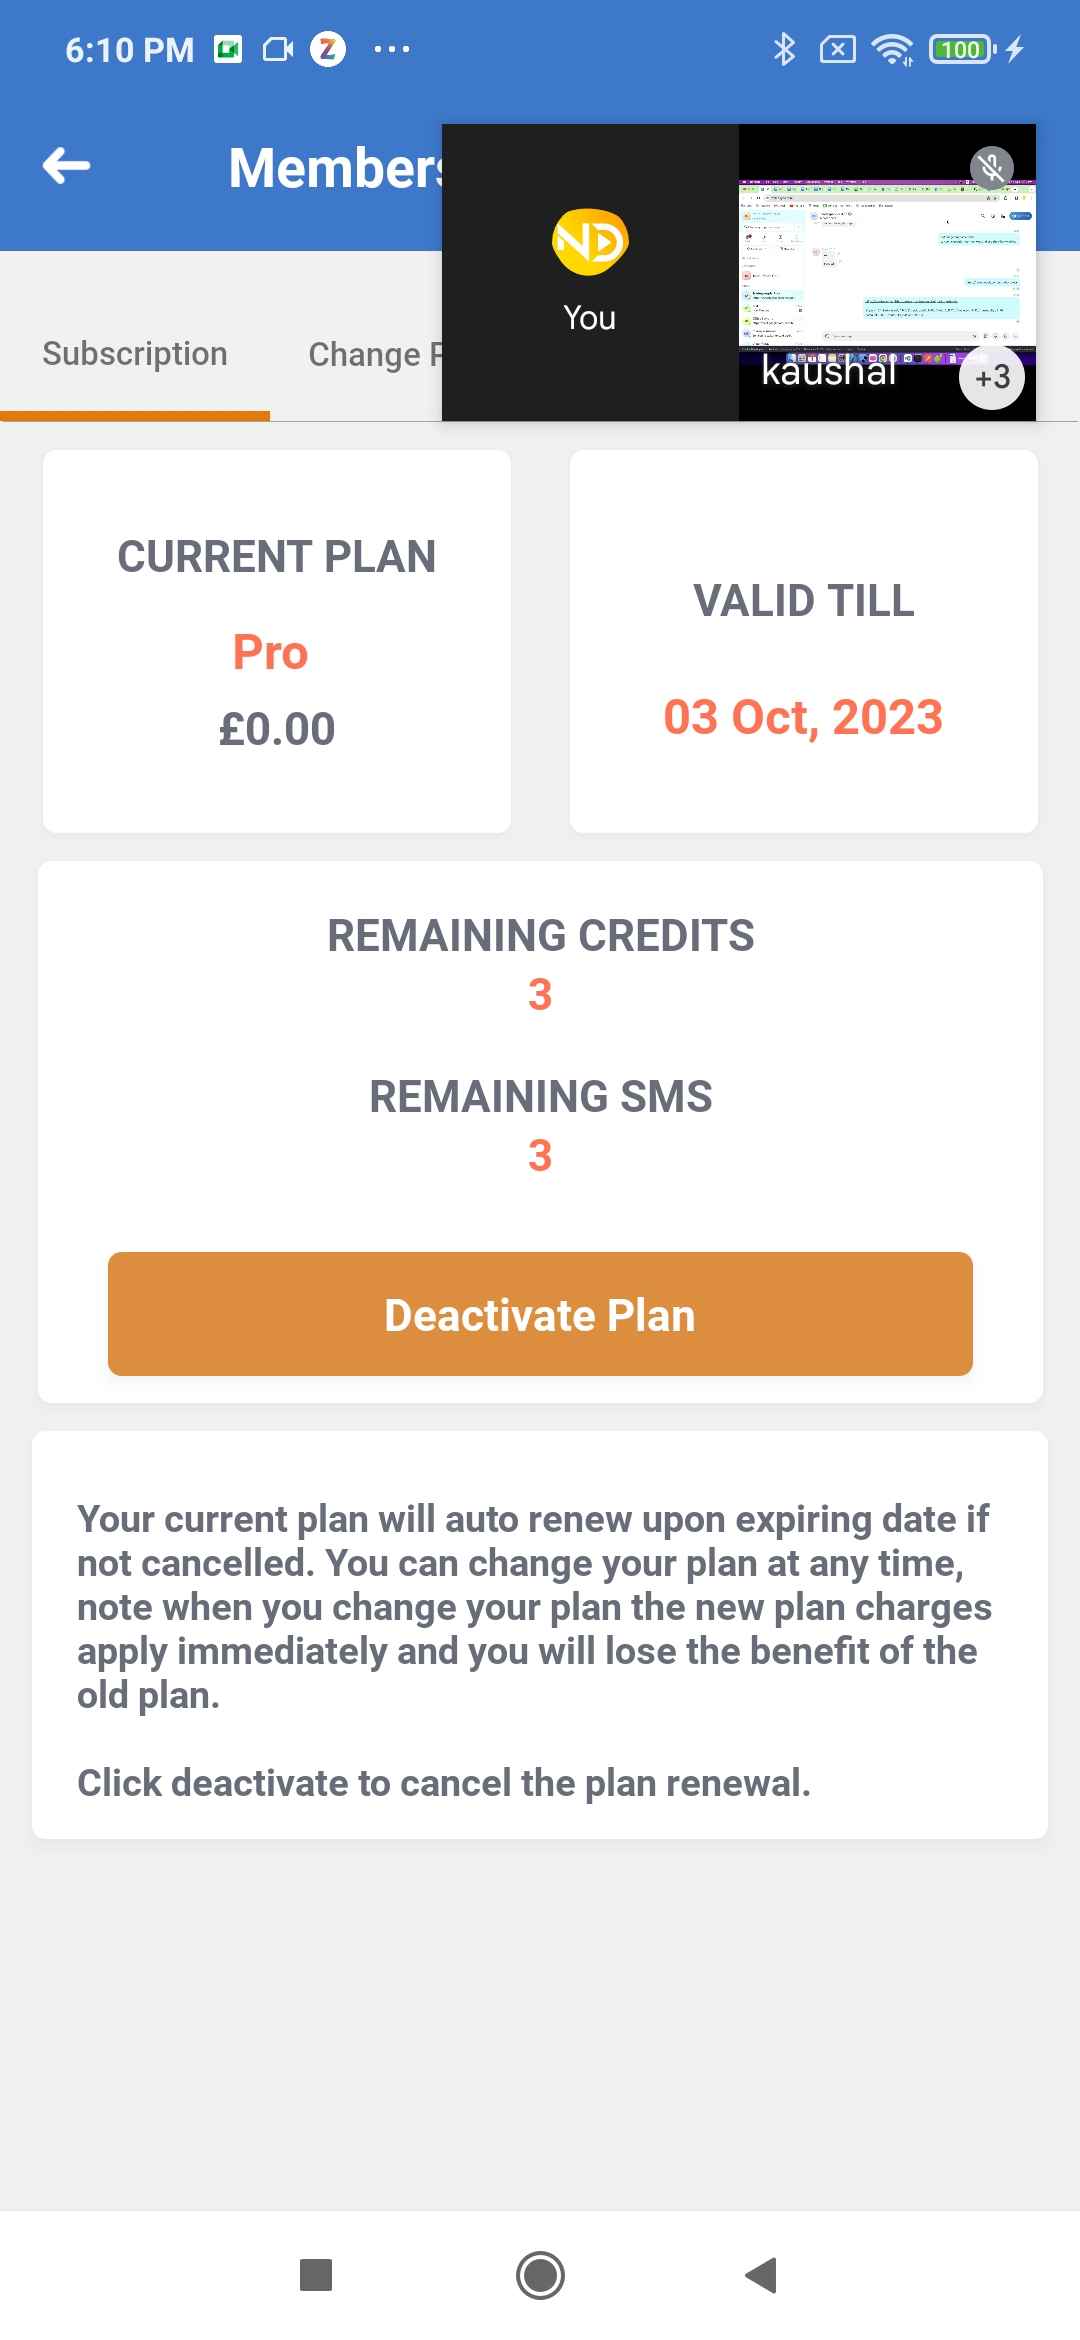 6:10 PM
Z
100
Members
ND
You
kaushal
+3
Subscription
Change P
CURRENT PLAN
Pro
£0.00
VALID TILL
03 Oct, 2023
REMAINING CREDITS
3
REMAINING SMS
3
Deactivate Plan
Your current plan will auto renew upon expiring date if
not cancelled. You can change your plan at any time,
note when you change your plan the new plan charges
apply immediately and you will lose the benefit of the
old plan.
Click deactivate to cancel the plan renewal.